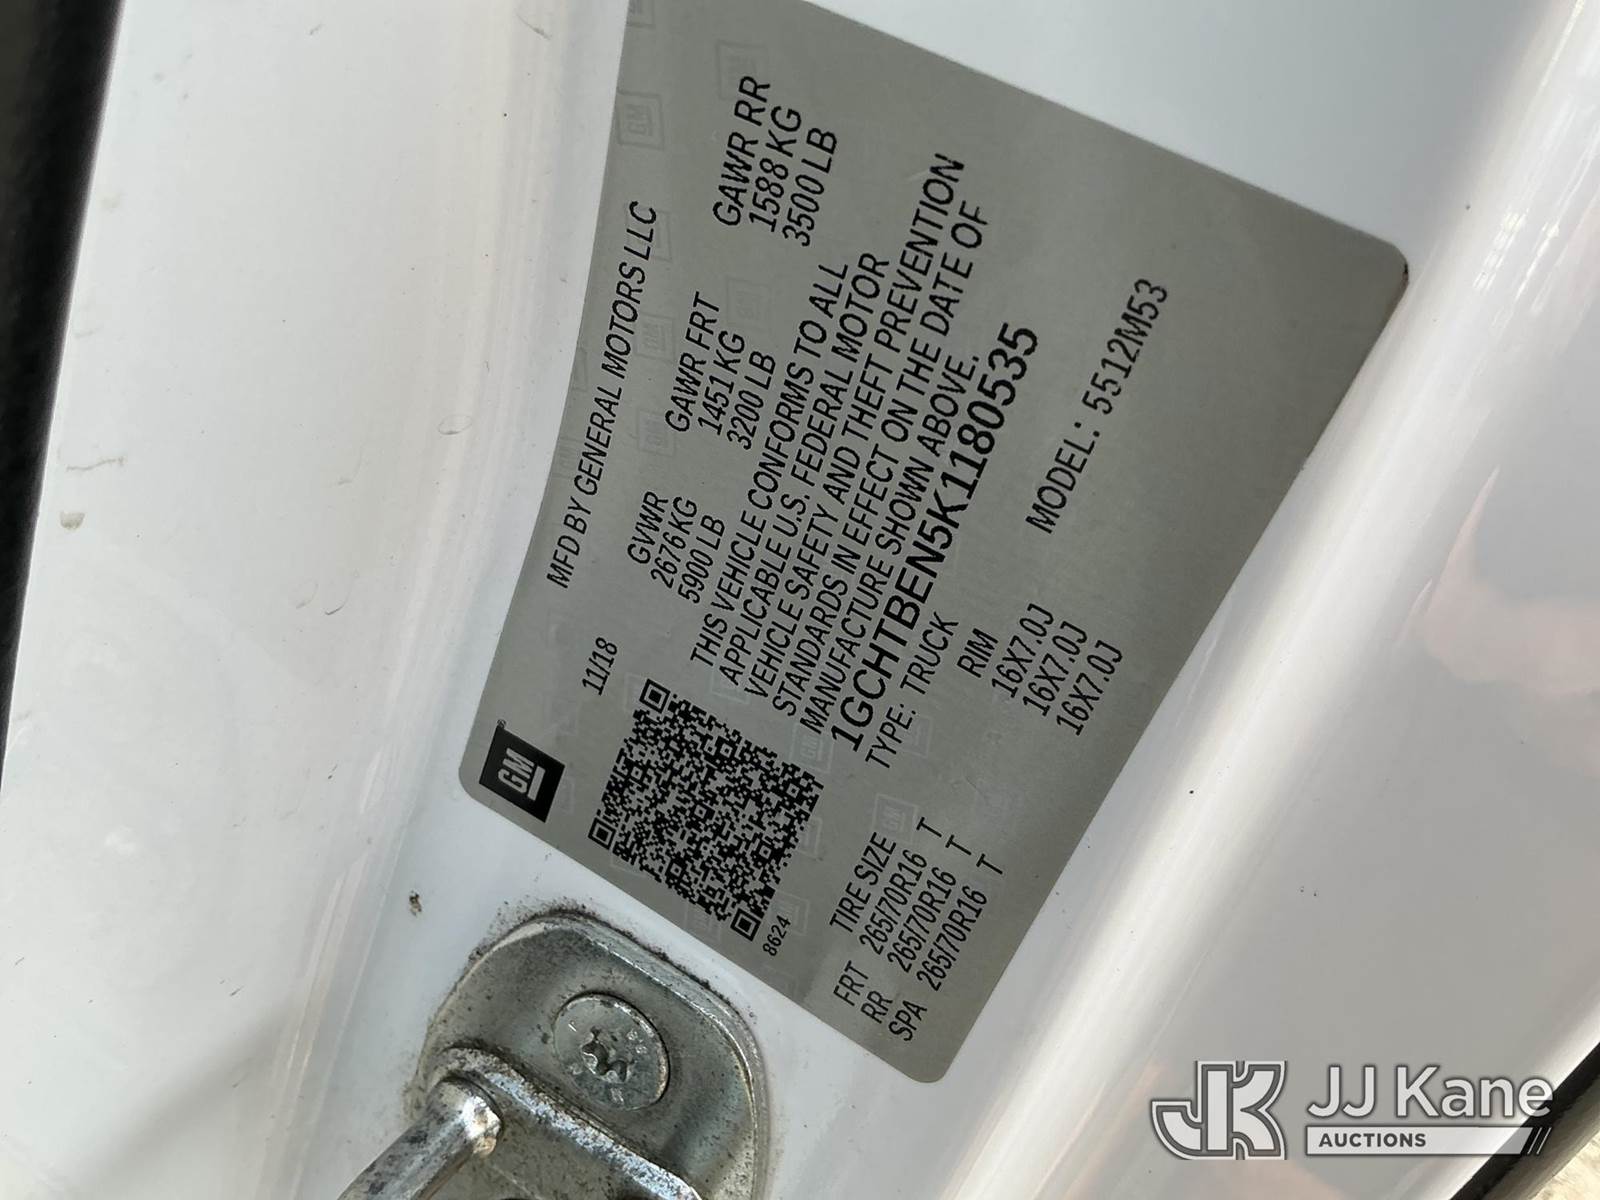 MFD BY GENERAL MOTORS LLC
GM
11/18
GVWR
2676 KG
5900 LB
GAWR FRT
1451 KG
3200 LB
GAWR RR
1588 KG
3500 LB
THIS VEHICLE CONFORMS TO ALL
APPLICABLE U.S. FEDERAL MOTOR
VEHICLE SAFETY AND THEFT PREVENTION
STANDARDS IN EFFECT ON THE DATE OF
MANUFACTURE SHOWN ABOVE.
1GCHTBEN5K1180535
TYPE: TRUCK
MODEL: 5512M53
8624
TIRE SIZE RIM
FRT 265/70R16 T 16X7.0J
RR 265/70R16 T 16X7.0J
SPA 265/70R16 T 16X7.0J
JK JJ Kane
AUCTIONS